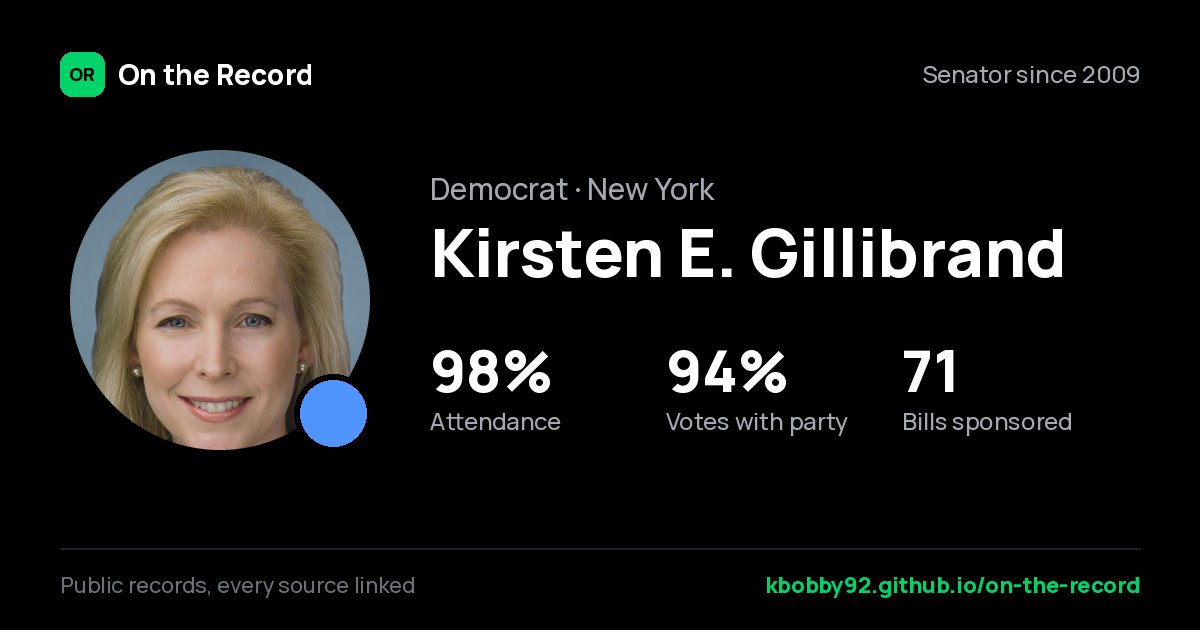 OR On the Record
Senator since 2009
Democrat · New York
Kirsten E. Gillibrand
98% 94% 71
Attendance Votes with party Bills sponsored
Public records, every source linked
kbobby92.github.io/on-the-record